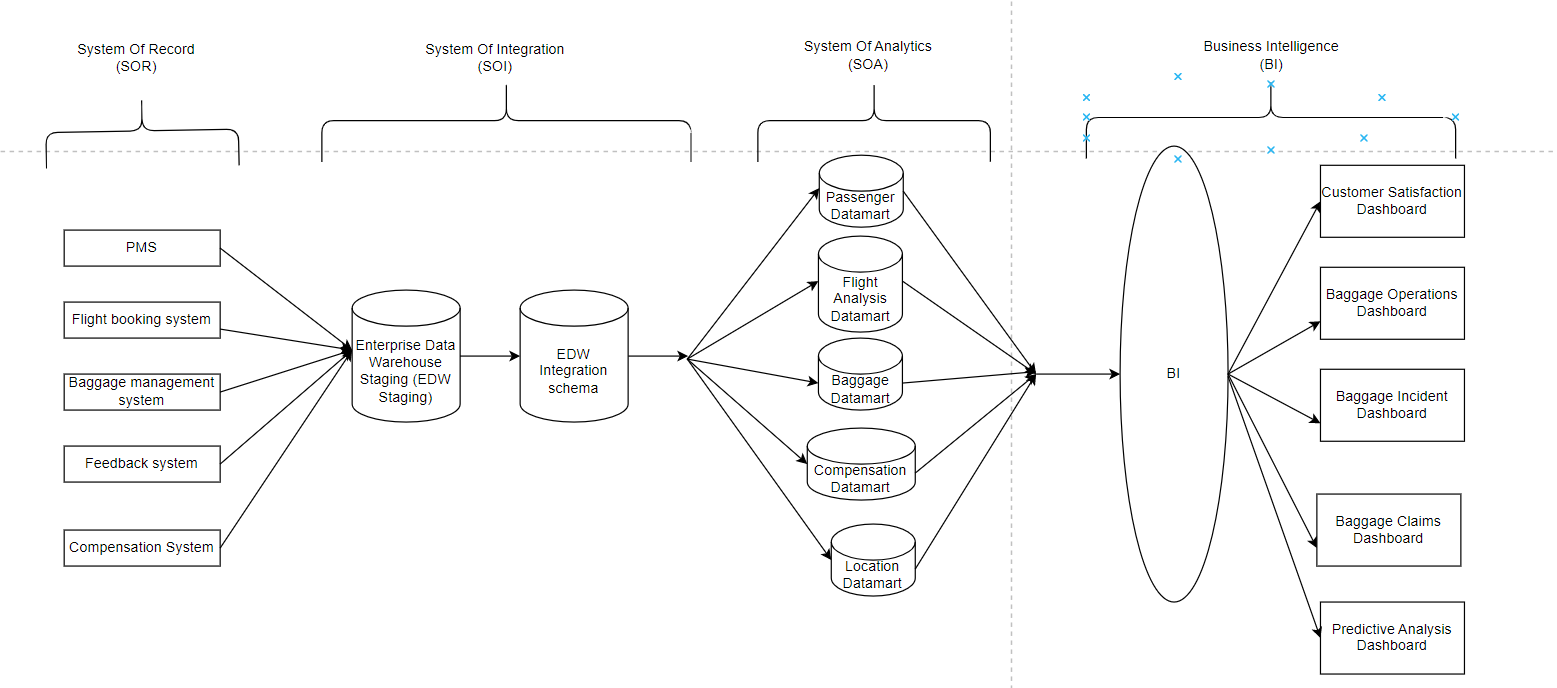 System Of Record
(SOR)
System Of Integration
(SOI)
System Of Analytics
(SOA)
Business Intelligence
(BI)
PMS
Flight booking system
Baggage management
system
Feedback system
Compensation System
Enterprise Data
Warehouse
Staging (EDW
Staging)
EDW
Integration
schema
Passenger
Datamart
Flight
Analysis
Datamart
Baggage
Datamart
Compensation
Datamart
Location
Datamart
BI
Customer Satisfaction
Dashboard
Baggage Operations
Dashboard
Baggage Incident
Dashboard
Baggage Claims
Dashboard
Predictive Analysis
Dashboard